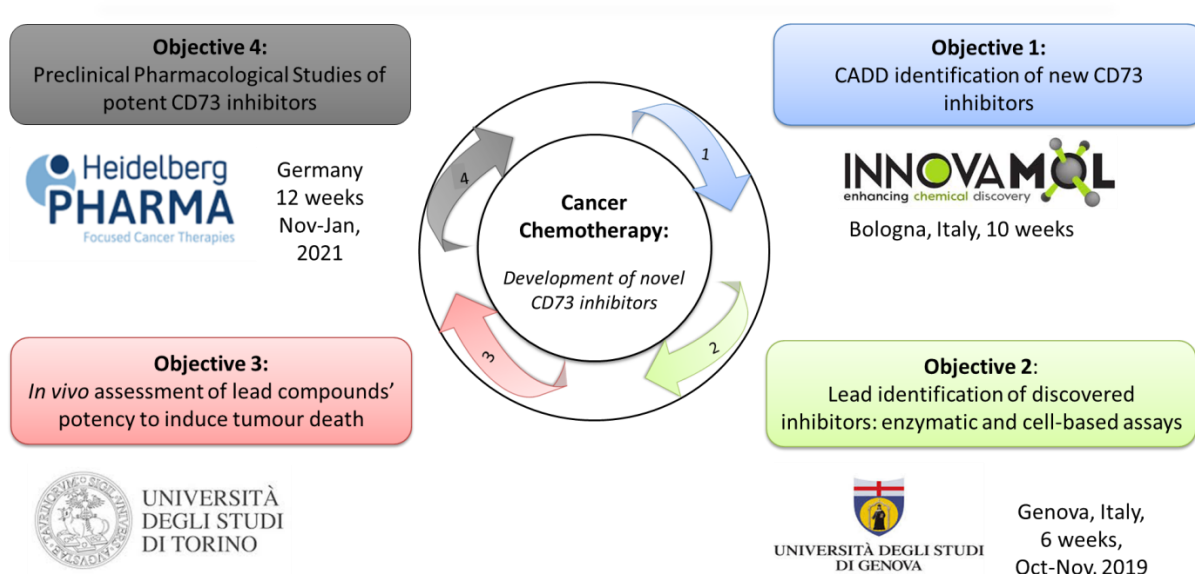 Objective 4:
Preclinical Pharmacological Studies of
potent CD73 inhibitors
Heidelberg
PHARMA
Focused Cancer Therapies
Germany
12 weeks
Nov-Jan,
2021
Objective 1:
CADD identification of new CD73
inhibitors
INNOVAMOL
enhancing chemical discovery
Bologna, Italy, 10 weeks
1
2
3
4
Cancer
Chemotherapy:
Development of novel
CD73 inhibitors
Objective 3:
In vivo assessment of lead compounds’
potency to induce tumour death
UNIVERSITÀ
DEGLI STUDI
DI TORINO
Objective 2:
Lead identification of discovered
inhibitors: enzymatic and cell-based assays
UNIVERSITÀ DEGLI STUDI
DI GENOVA
Genova, Italy,
6 weeks,
Oct-Nov, 2019